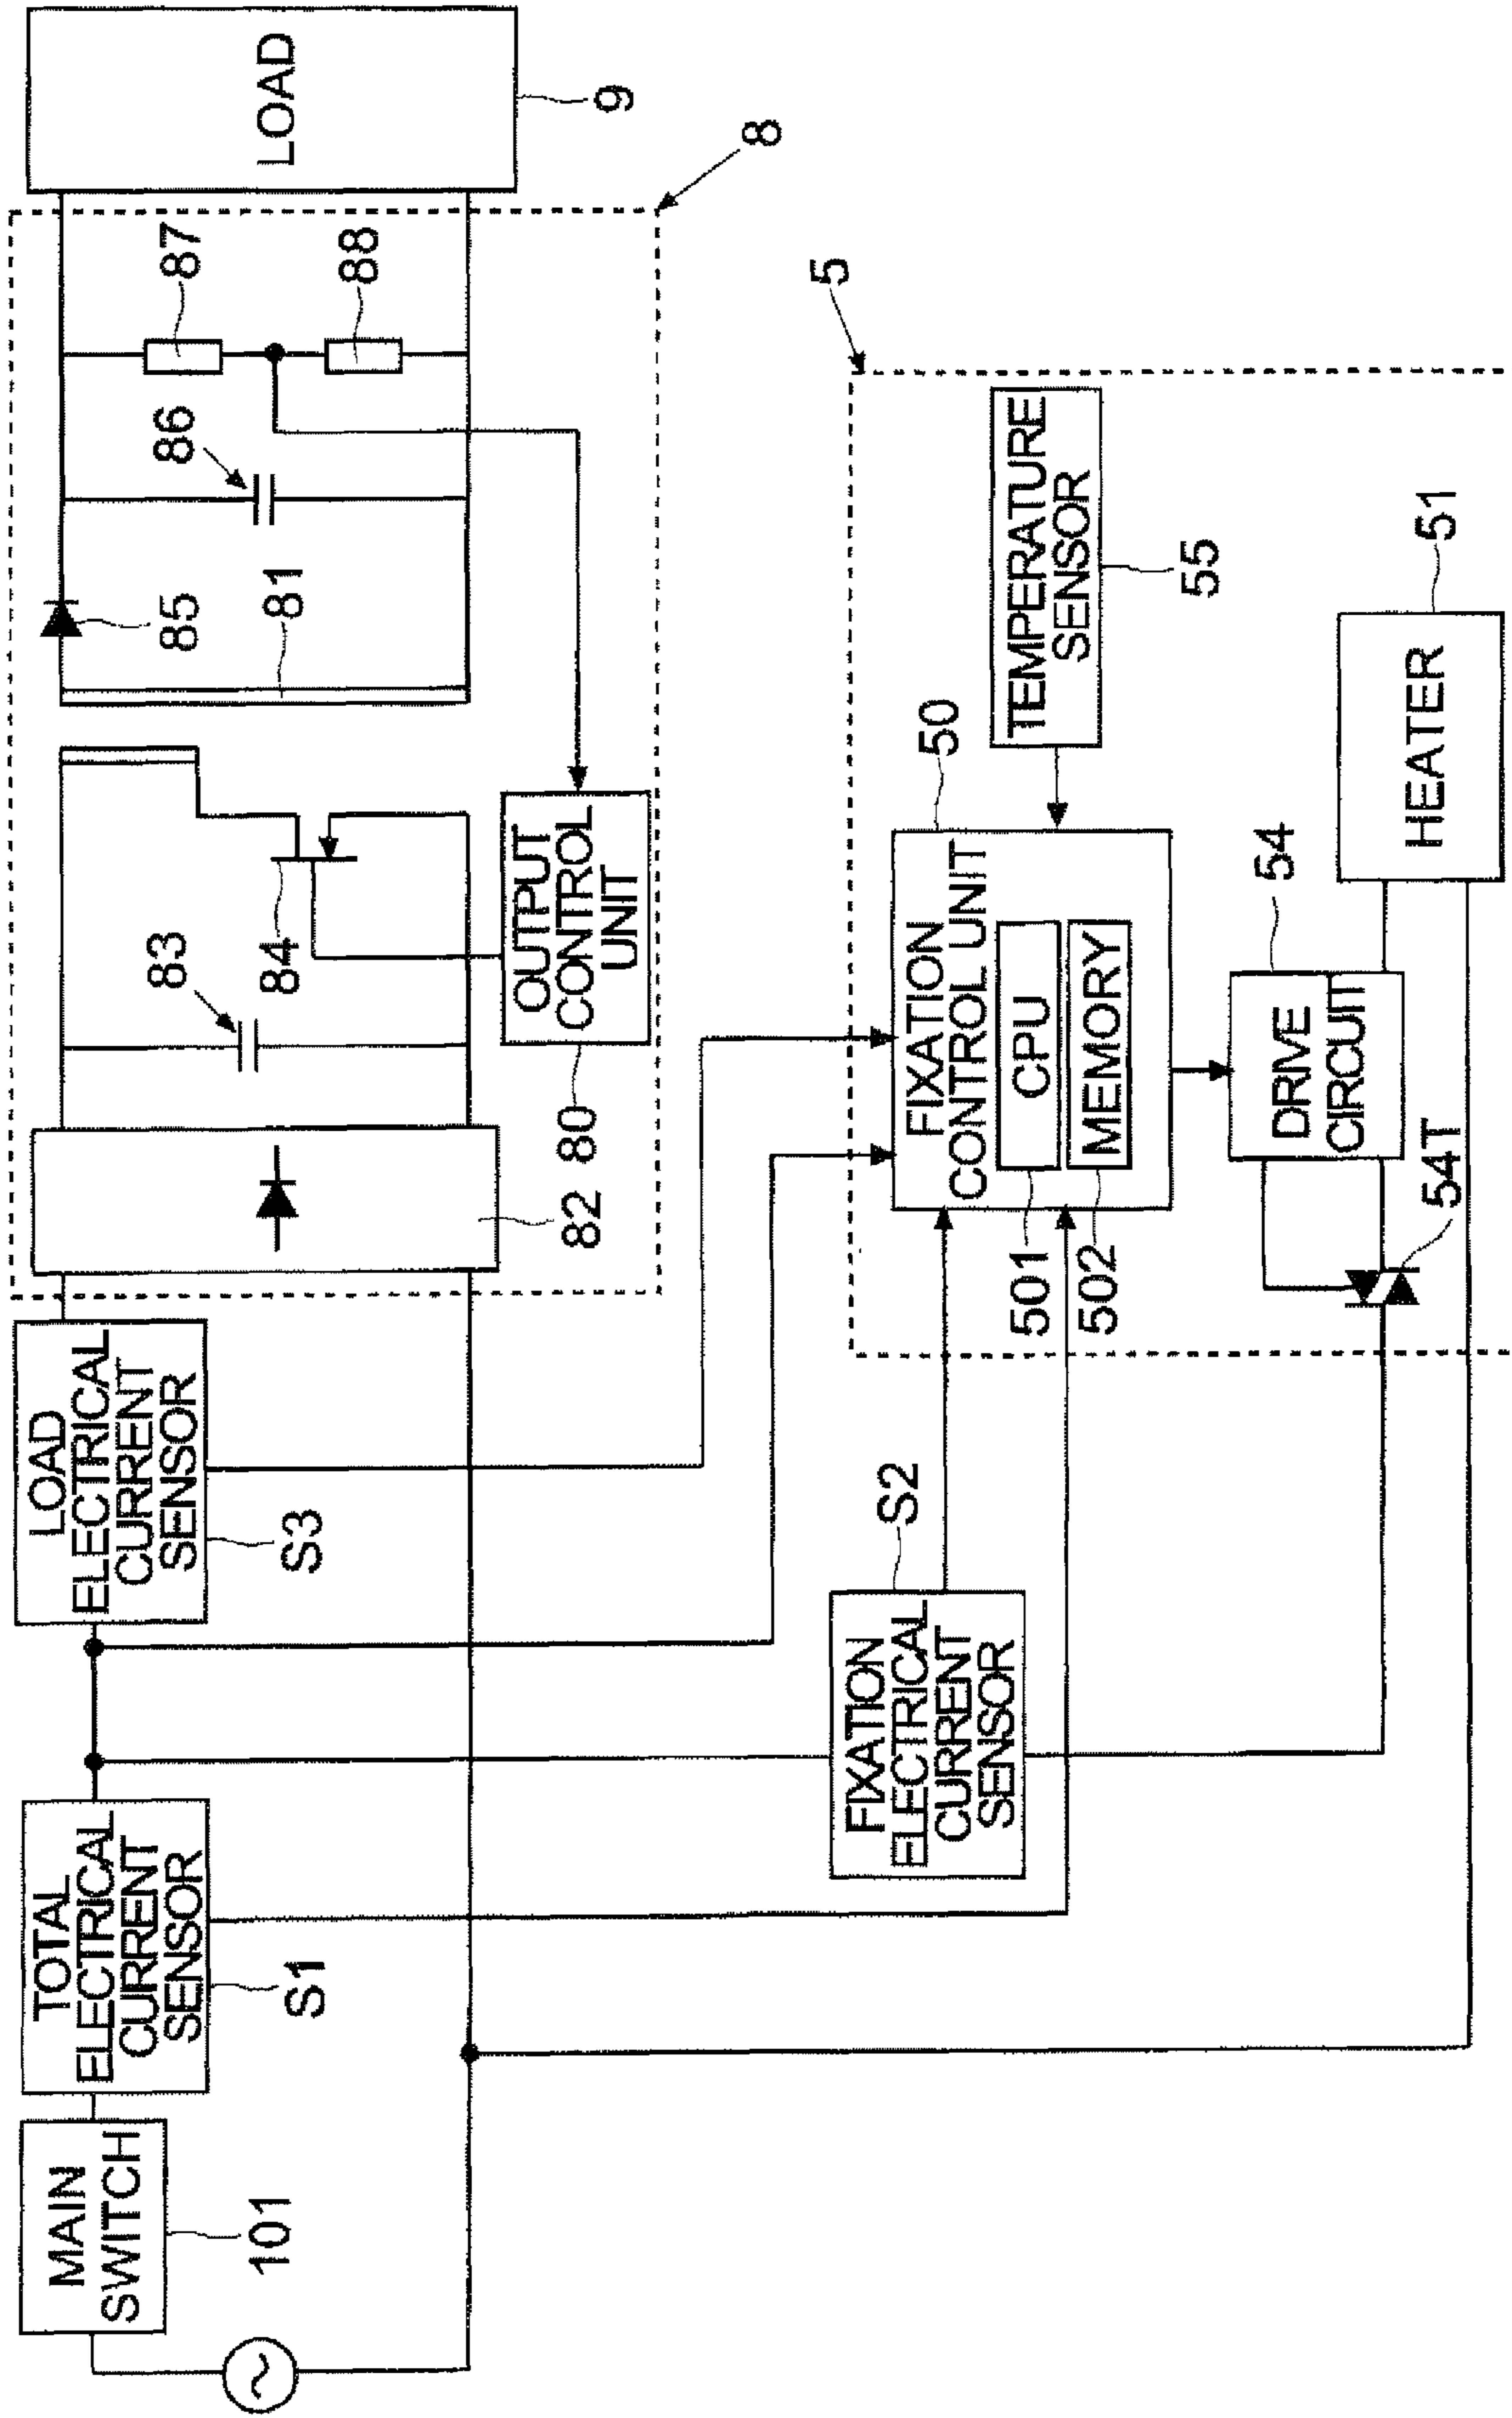 MAIN
SWITCH
101
TOTAL
ELECTRICAL
CURRENT
SENSOR
S1
LOAD
ELECTRICAL
CURRENT
SENSOR
S3
82
83
84
OUTPUT
CONTROL
UNIT
80
85
81
86
87
88
LOAD
9
8
FIXATION
ELECTRICAL
CURRENT
SENSOR
S2
5
FIXATION
CONTROL UNIT
50
CPU
501
MEMORY
502
TEMPERATURE
SENSOR
55
DRIVE
CIRCUIT
54
54T
HEATER
51